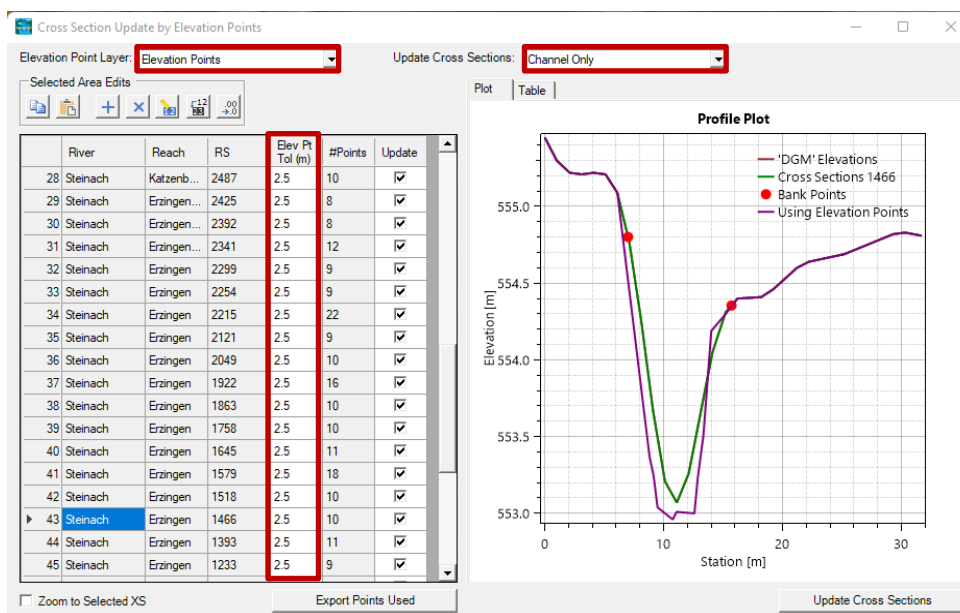 Cross Section Update by Elevation Points
Elevation Point Layer: Elevation Points
Update Cross Sections: Channel Only
Selected Area Edits
Plot Table
River Reach RS Elev Pt Tol (m) #Points Update
28 Steinach Katzenb... 2487 2.5 10
29 Steinach Erzingen... 2425 2.5 8
30 Steinach Erzingen... 2392 2.5 8
31 Steinach Erzingen... 2341 2.5 12
32 Steinach Erzingen 2299 2.5 9
33 Steinach Erzingen 2254 2.5 9
34 Steinach Erzingen 2215 2.5 22
35 Steinach Erzingen 2121 2.5 9
36 Steinach Erzingen 2049 2.5 10
37 Steinach Erzingen 1922 2.5 16
38 Steinach Erzingen 1863 2.5 10
39 Steinach Erzingen 1758 2.5 10
40 Steinach Erzingen 1645 2.5 11
41 Steinach Erzingen 1579 2.5 18
42 Steinach Erzingen 1518 2.5 10
43 Steinach Erzingen 1466 2.5 10
44 Steinach Erzingen 1393 2.5 11
45 Steinach Erzingen 1233 2.5 9
Zoom to Selected XS
Export Points Used
Profile Plot
'DGM' Elevations
Cross Sections 1466
Bank Points
Using Elevation Points
Elevation [m]
555.0
554.5
554.0
553.5
553.0
0 10 20 30
Station [m]
Update Cross Sections